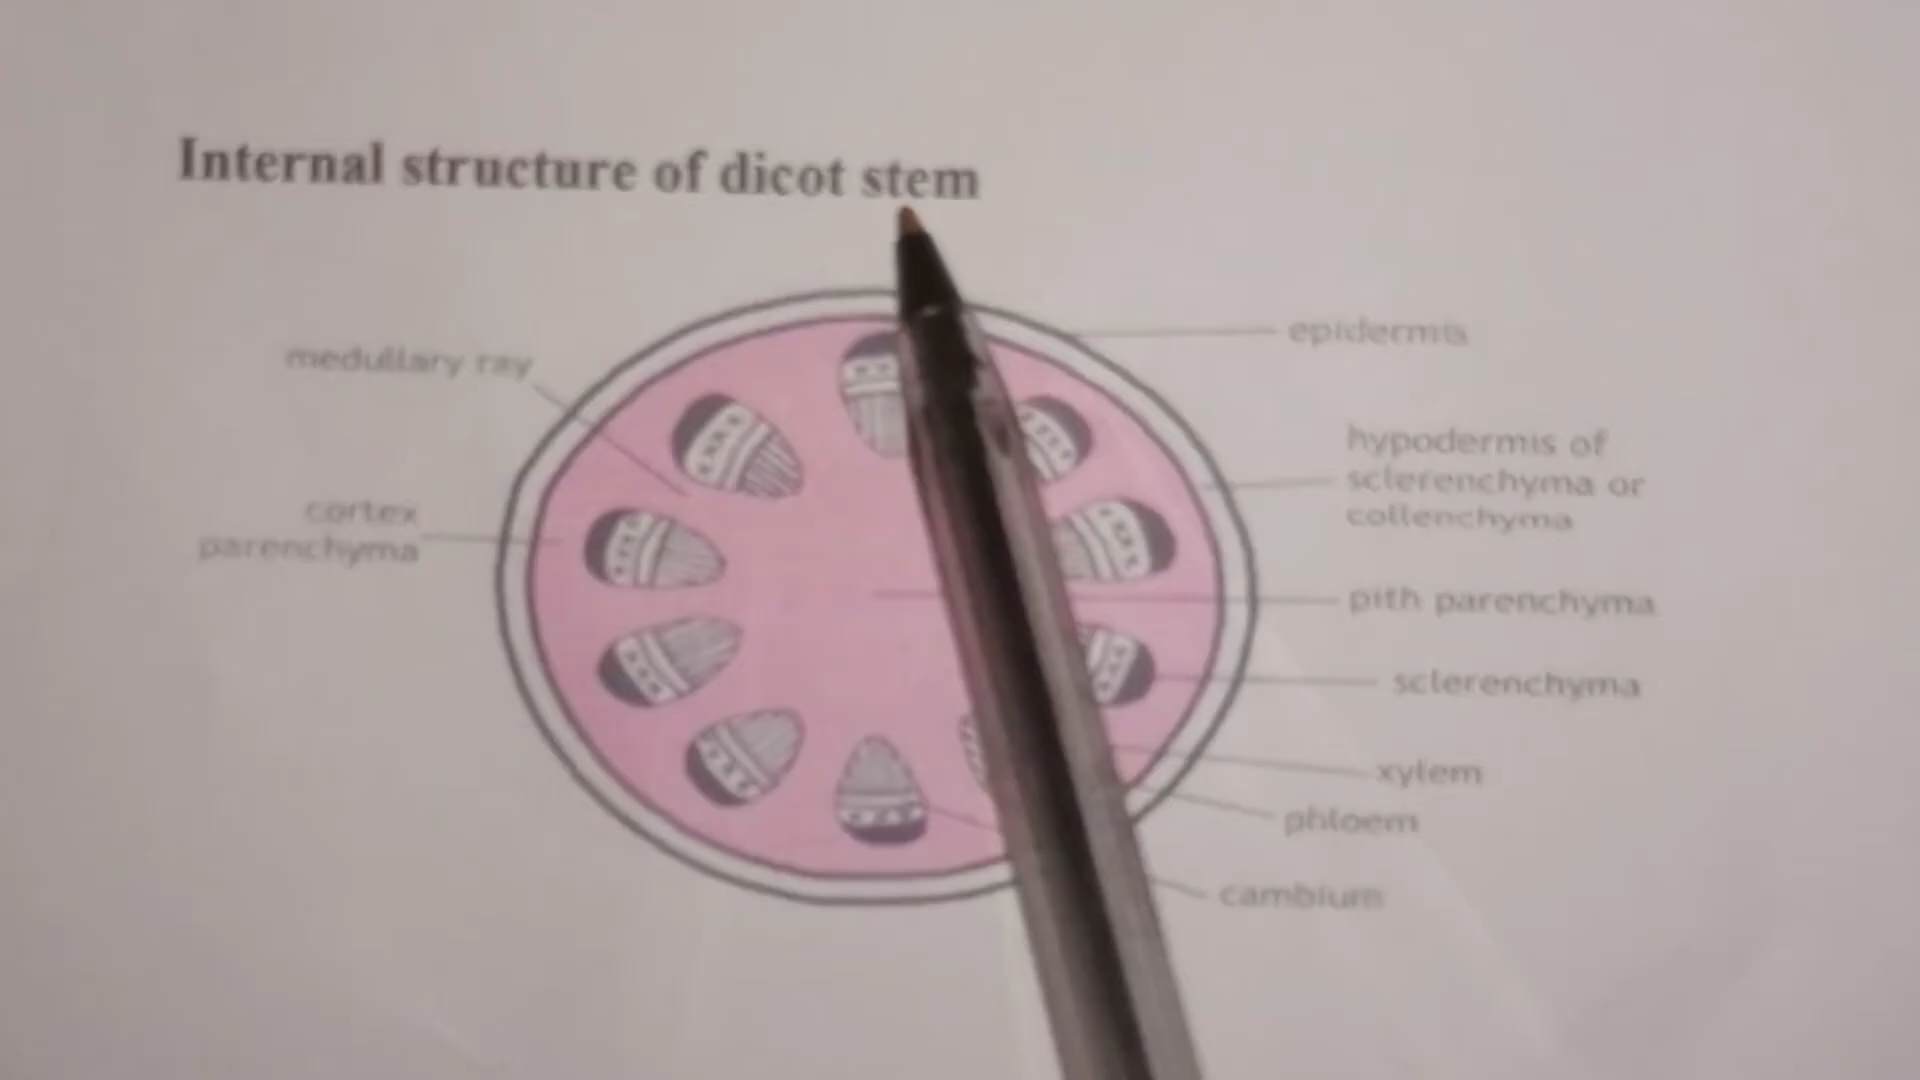 Internal structure of dicot stem
medullary ray
cortex
parenchyma
epidermis
hypodermis of
sclerenchyma or
collenchyma
pith parenchyma
sclerenchyma
xylem
phloem
cambium